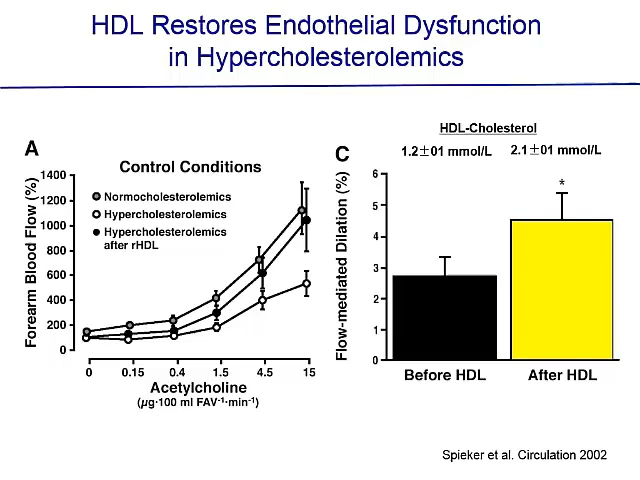 HDL Restores Endothelial Dysfunction
in Hypercholesterolemics
A
Control Conditions
Forearm Blood Flow (%)
1400
1200
1000
800
600
400
200
0
Normocholesterolemics
Hypercholesterolemics
Hypercholesterolemics
after rHDL
0 0.15 0.4 1.5 4.5 15
Acetylcholine
(µg·100 ml FAV⁻¹·min⁻¹)
C
HDL-Cholesterol
1.2±01 mmol/L 2.1±01 mmol/L
Flow-mediated Dilation (%)
6
5
4
3
2
1
0
*
Before HDL After HDL
Spieker et al. Circulation 2002